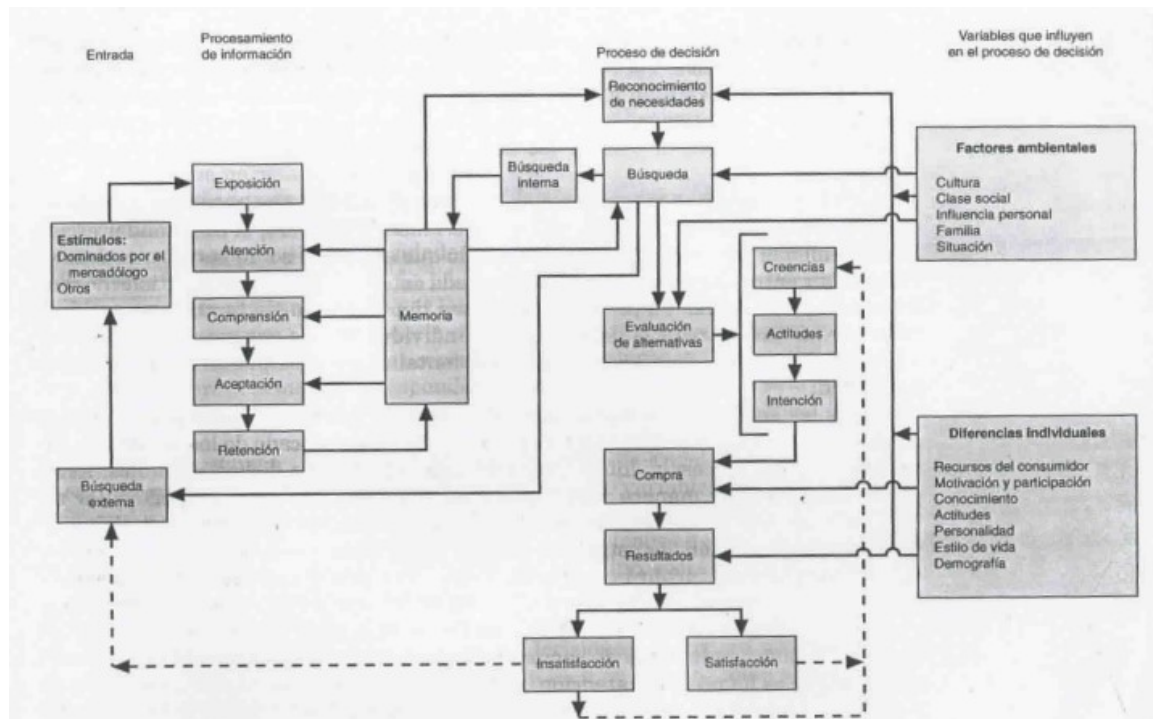 Entrada
Procesamiento
de información
Proceso de decisión
Variables que influyen
en el proceso de decisión
Reconocimiento
de necesidades
Búsqueda
interna
Búsqueda
Factores ambientales
Cultura
Clase social
Influencia personal
Familia
Situación
Exposición
Estímulos:
Dominados por el
mercadólogo
Otros
Atención
Comprensión
Memoria
Aceptación
Retención
Evaluación
de alternativas
Creencias
Actitudes
Intención
Búsqueda
externa
Compra
Resultados
Diferencias Individuales
Recursos del consumidor
Motivación y participación
Conocimiento
Actitudes
Personalidad
Estilo de vida
Demografía
Insatisfacción
Satisfacción